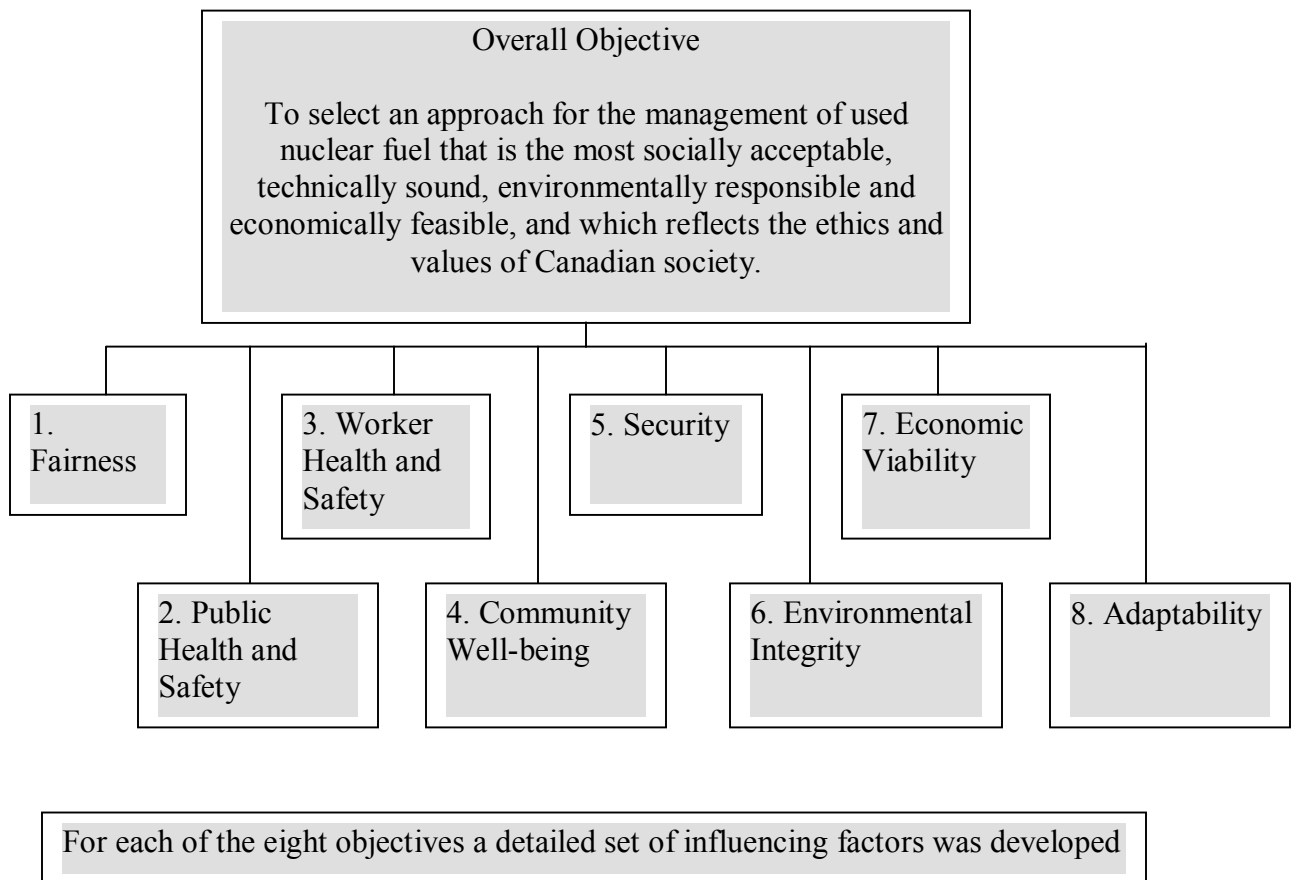 Overall Objective
To select an approach for the management of used
nuclear fuel that is the most socially acceptable,
technically sound, environmentally responsible and
economically feasible, and which reflects the ethics and
values of Canadian society.
1.
Fairness
3. Worker
Health and
Safety
5. Security
7. Economic
Viability
2. Public
Health and
Safety
4. Community
Well-being
6. Environmental
Integrity
8. Adaptability
For each of the eight objectives a detailed set of influencing factors was developed